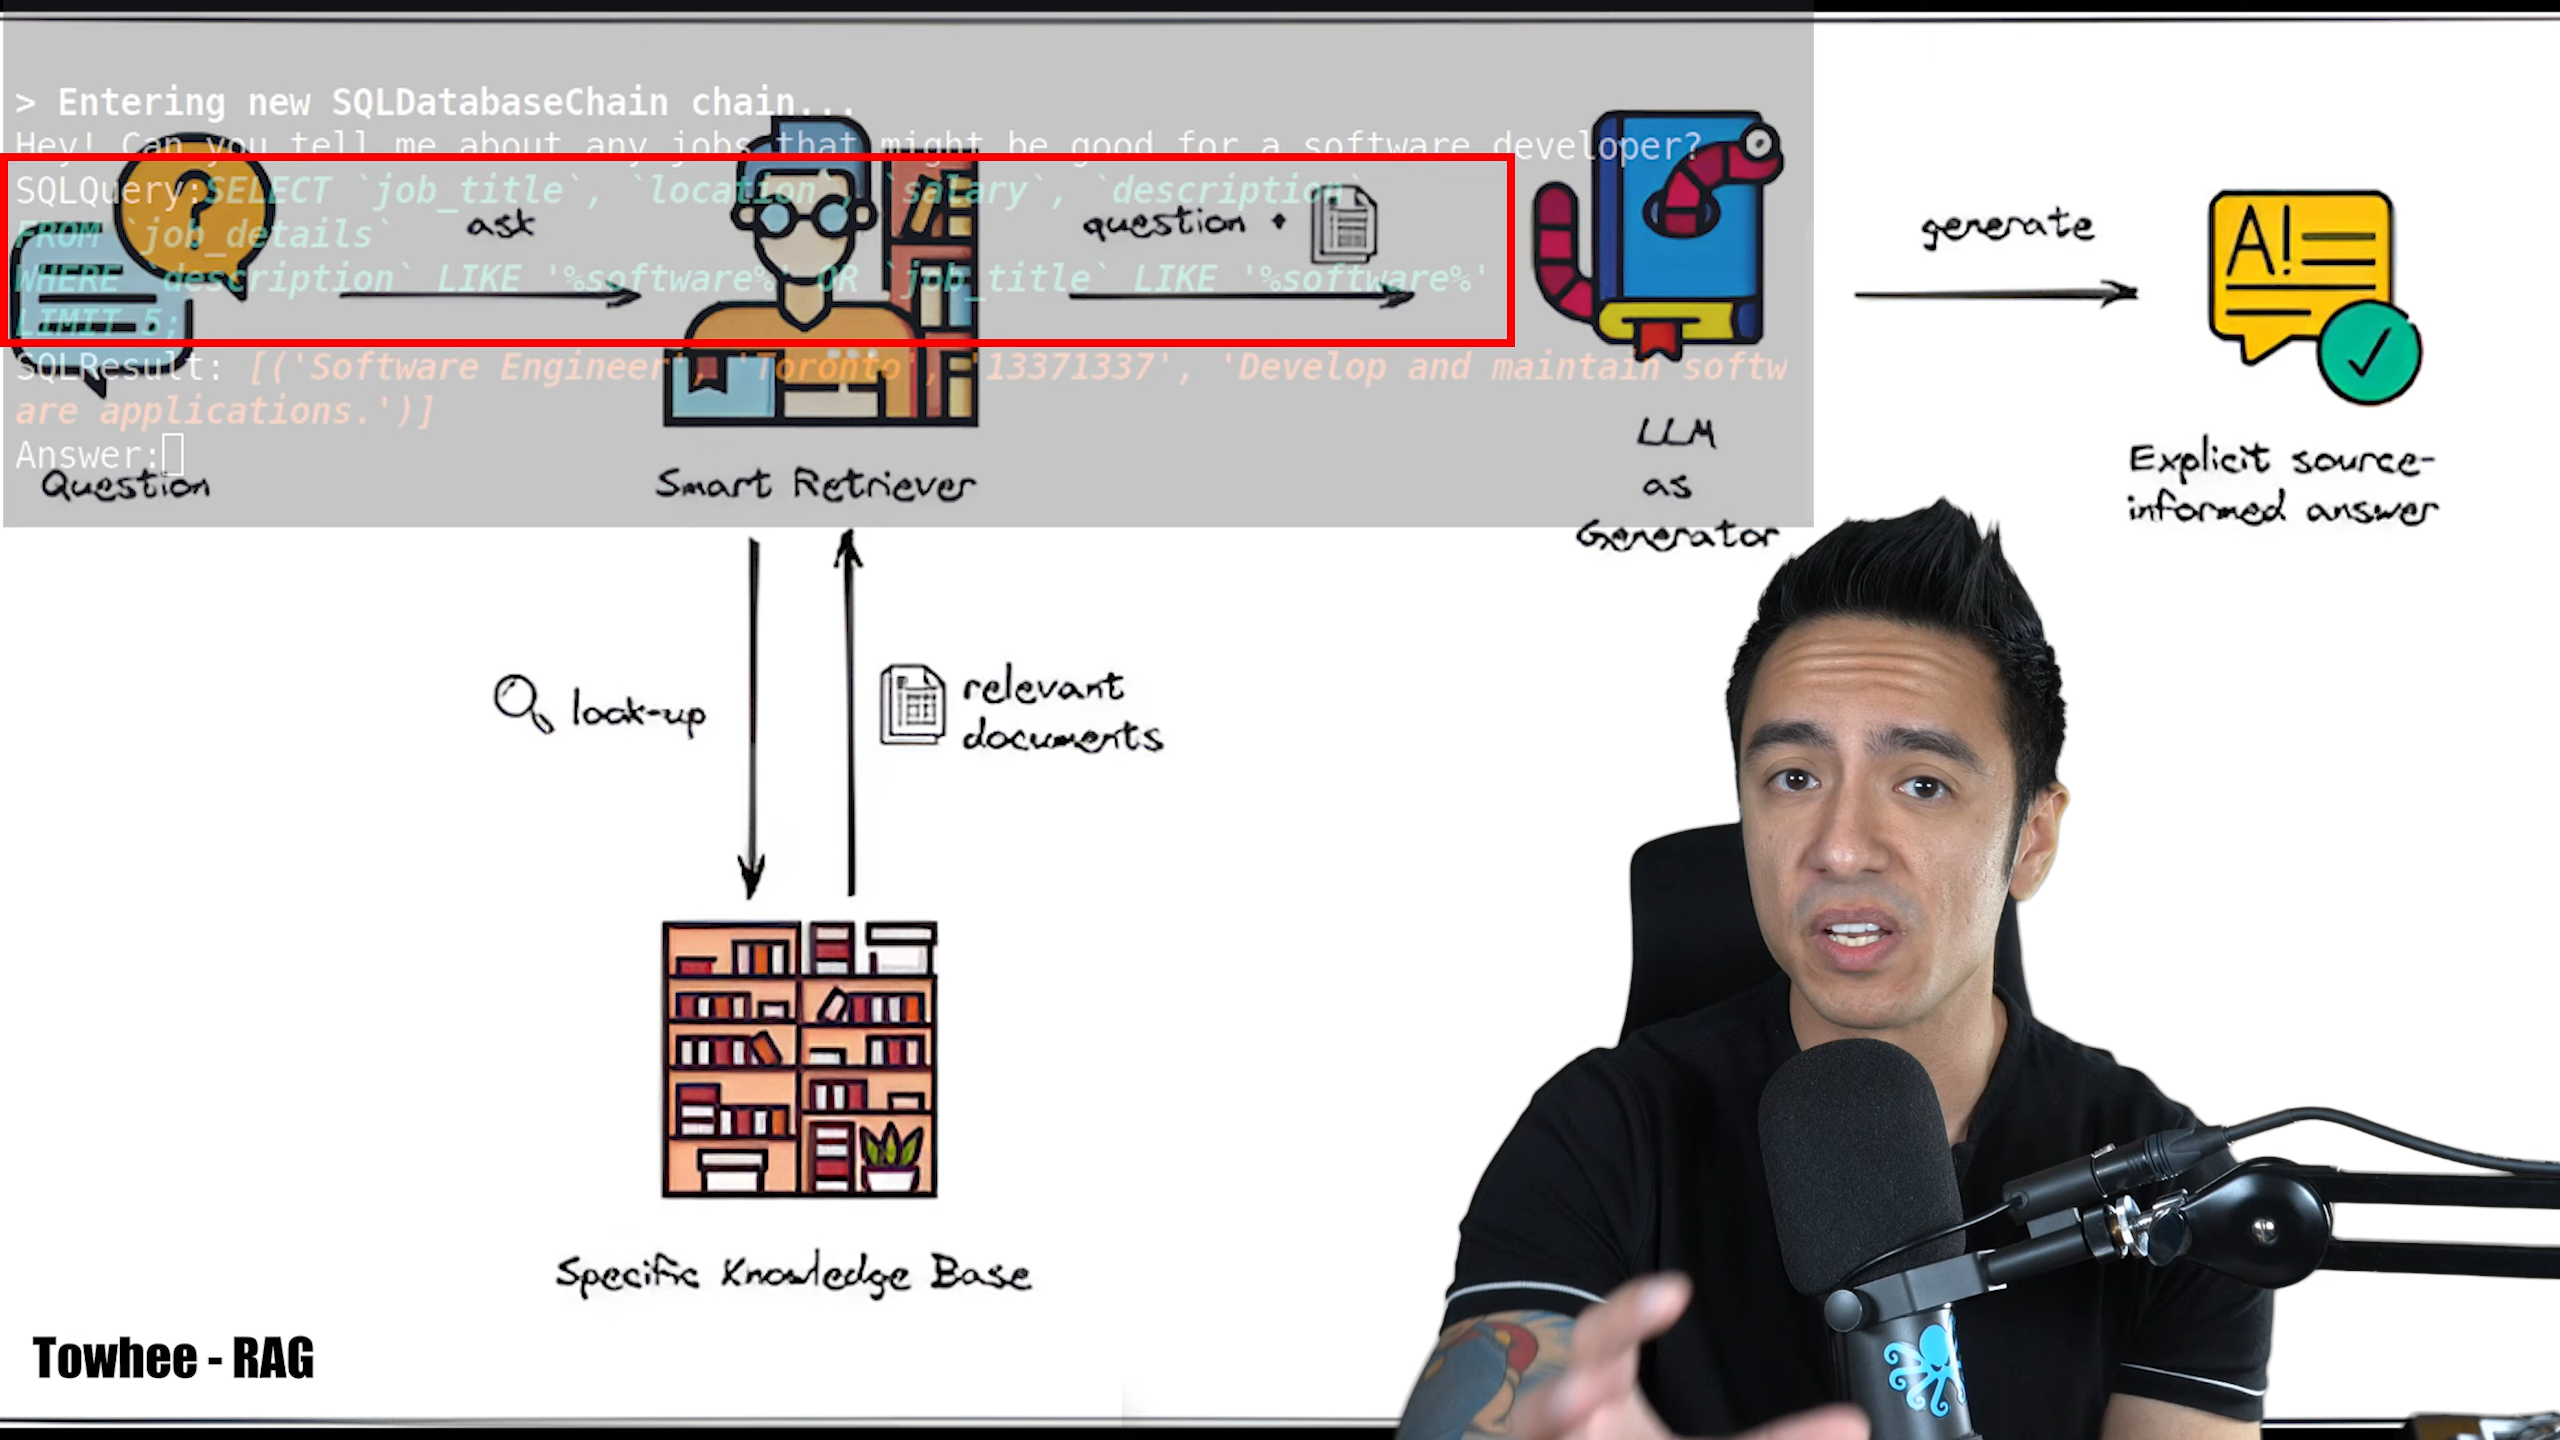 > Entering new SQLDatabaseChain chain...
Hey! Can you tell me about any jobs that might be good for a software developer?
SQLQuery:SELECT `job_title`, `location`, `salary`, `description`
FROM `job_details`
WHERE `description` LIKE '%software%' OR `job_title` LIKE '%software%'
LIMIT 5;
SQLResult: [('Software Engineer', 'Toronto', '13371337', 'Develop and maintain softw
are applications.')]
Answer:
?
ask
question +
generate
A!
Question
Smart Retriever
LLM
as
Generator
Explicit source-
informed answer
look-up
relevant
documents
Specific Knowledge Base
Towhee - RAG